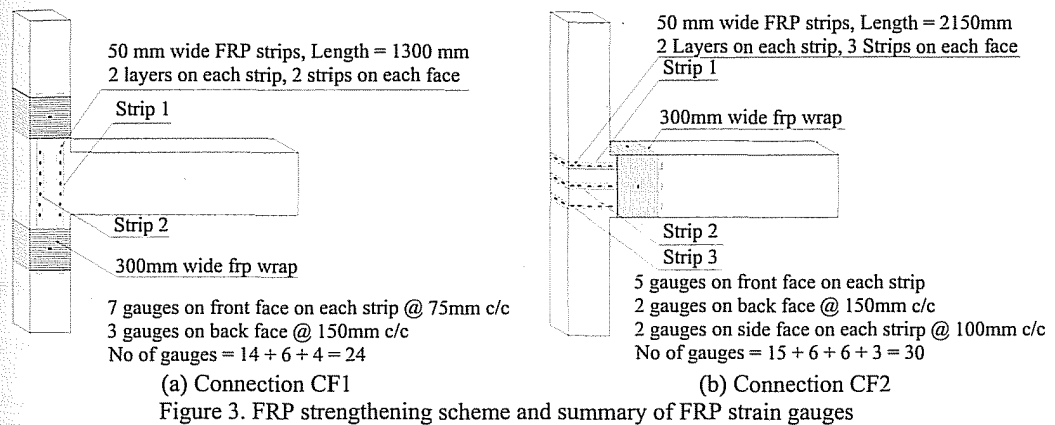 50 mm wide FRP strips, Length = 1300 mm
2 layers on each strip, 2 strips on each face
Strip 1
Strip 2
300mm wide frp wrap
7 gauges on front face on each strip @ 75mm c/c
3 gauges on back face @ 150mm c/c
No of gauges = 14 + 6 + 4 = 24
(a) Connection CF1
50 mm wide FRP strips, Length = 2150mm
2 Layers on each strip, 3 Strips on each face
Strip 1
300mm wide frp wrap
Strip 2
Strip 3
5 gauges on front face on each strip
2 gauges on back face @ 150mm c/c
2 gauges on side face on each strirp @ 100mm c/c
No of gauges = 15 + 6 + 6 + 3 = 30
(b) Connection CF2
Figure 3. FRP strengthening scheme and summary of FRP strain gauges